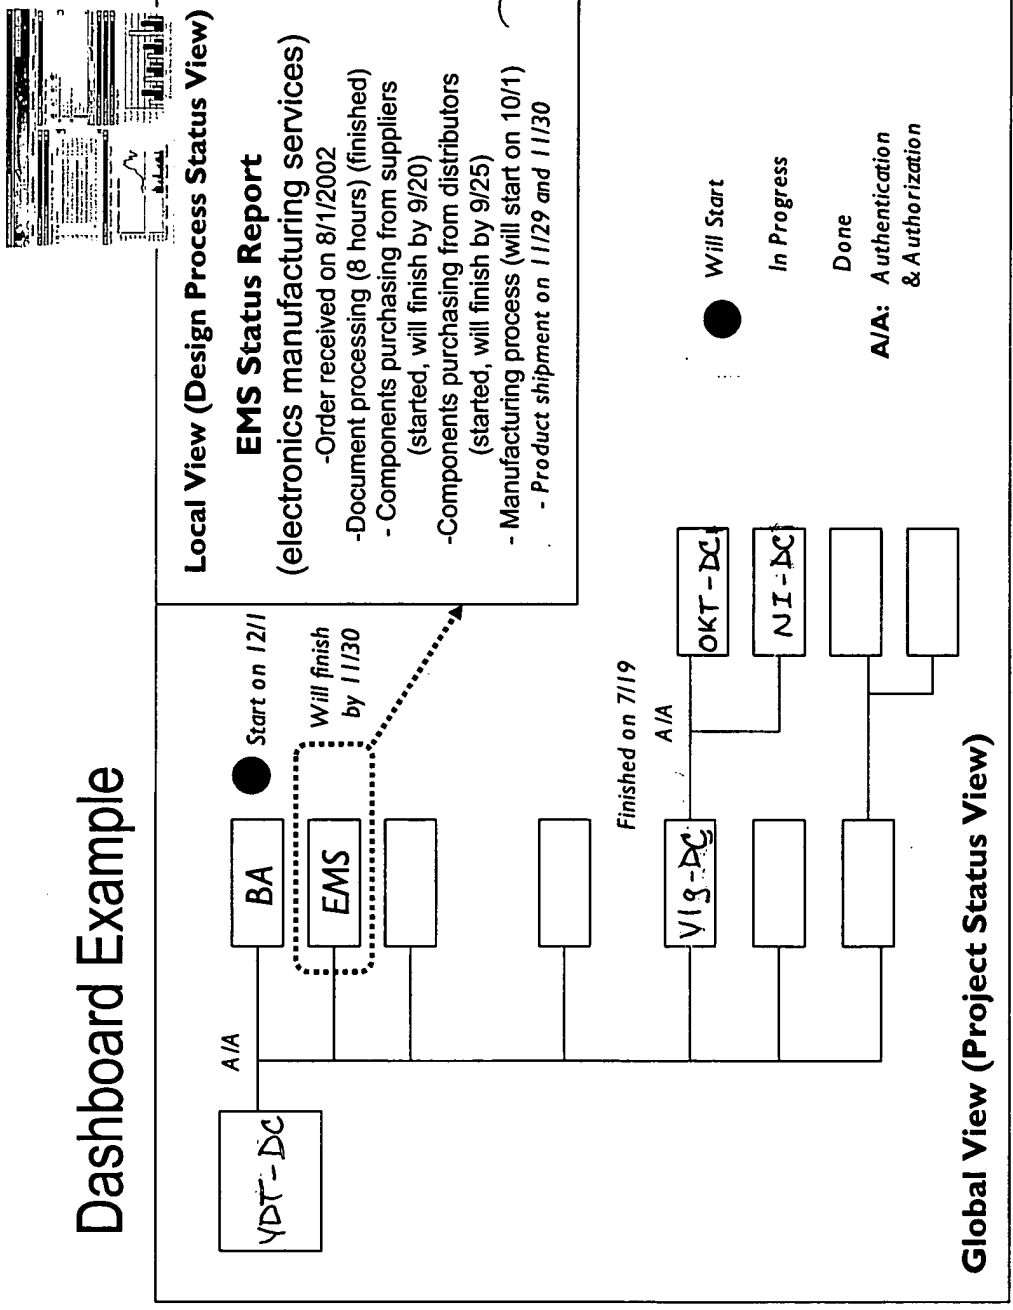 Dashboard Example
Local View (Design Process Status View)
EMS Status Report
(electronics manufacturing services)
-Order received on 8/1/2002
-Document processing (8 hours) (finished)
- Components purchasing from suppliers
(started, will finish by 9/20)
-Components purchasing from distributors
(started, will finish by 9/25)
- Manufacturing process (will start on 10/1)
- Product shipment on 11/29 and 11/30
YDT-DC
A/A
BA
Start on 12/1
EMS
Will finish
by 11/30
Finished on 7/19
Vlg-DC
A/A
OKT-DC
NI-DC
Will Start
In Progress
Done
A/A: Authentication
& Authorization
Global View (Project Status View)